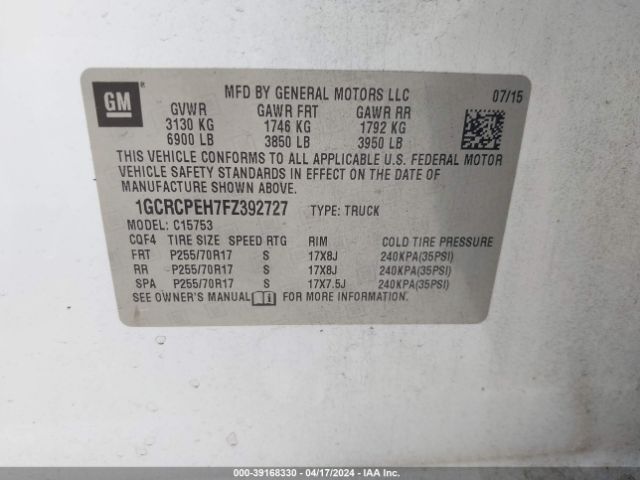 GM
®
MFD BY GENERAL MOTORS LLC 07/15
GVWR GAWR FRT GAWR RR
3130 KG 1746 KG 1792 KG
6900 LB 3850 LB 3950 LB
THIS VEHICLE CONFORMS TO ALL APPLICABLE U.S. FEDERAL MOTOR
VEHICLE SAFETY STANDARDS IN EFFECT ON THE DATE OF
MANUFACTURE SHOWN ABOVE.
1GCRCPEH7FZ392727 TYPE: TRUCK
MODEL: C15753
CQF4 TIRE SIZE SPEED RTG RIM COLD TIRE PRESSURE
FRT P255/70R17 S 17X8J 240KPA(35PSI)
RR P255/70R17 S 17X8J 240KPA(35PSI)
SPA P255/70R17 S 17X7.5J 240KPA(35PSI)
SEE OWNER'S MANUAL FOR MORE INFORMATION.
000-39168330 - 04/17/2024 - IAAI.com